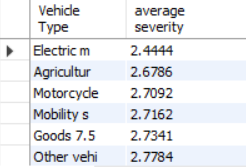 Vehicle average
Type severity
Electric m 2.4444
Agricultur 2.6786
Motorcycle 2.7092
Mobility s 2.7162
Goods 7.5 2.7341
Other vehi 2.7784